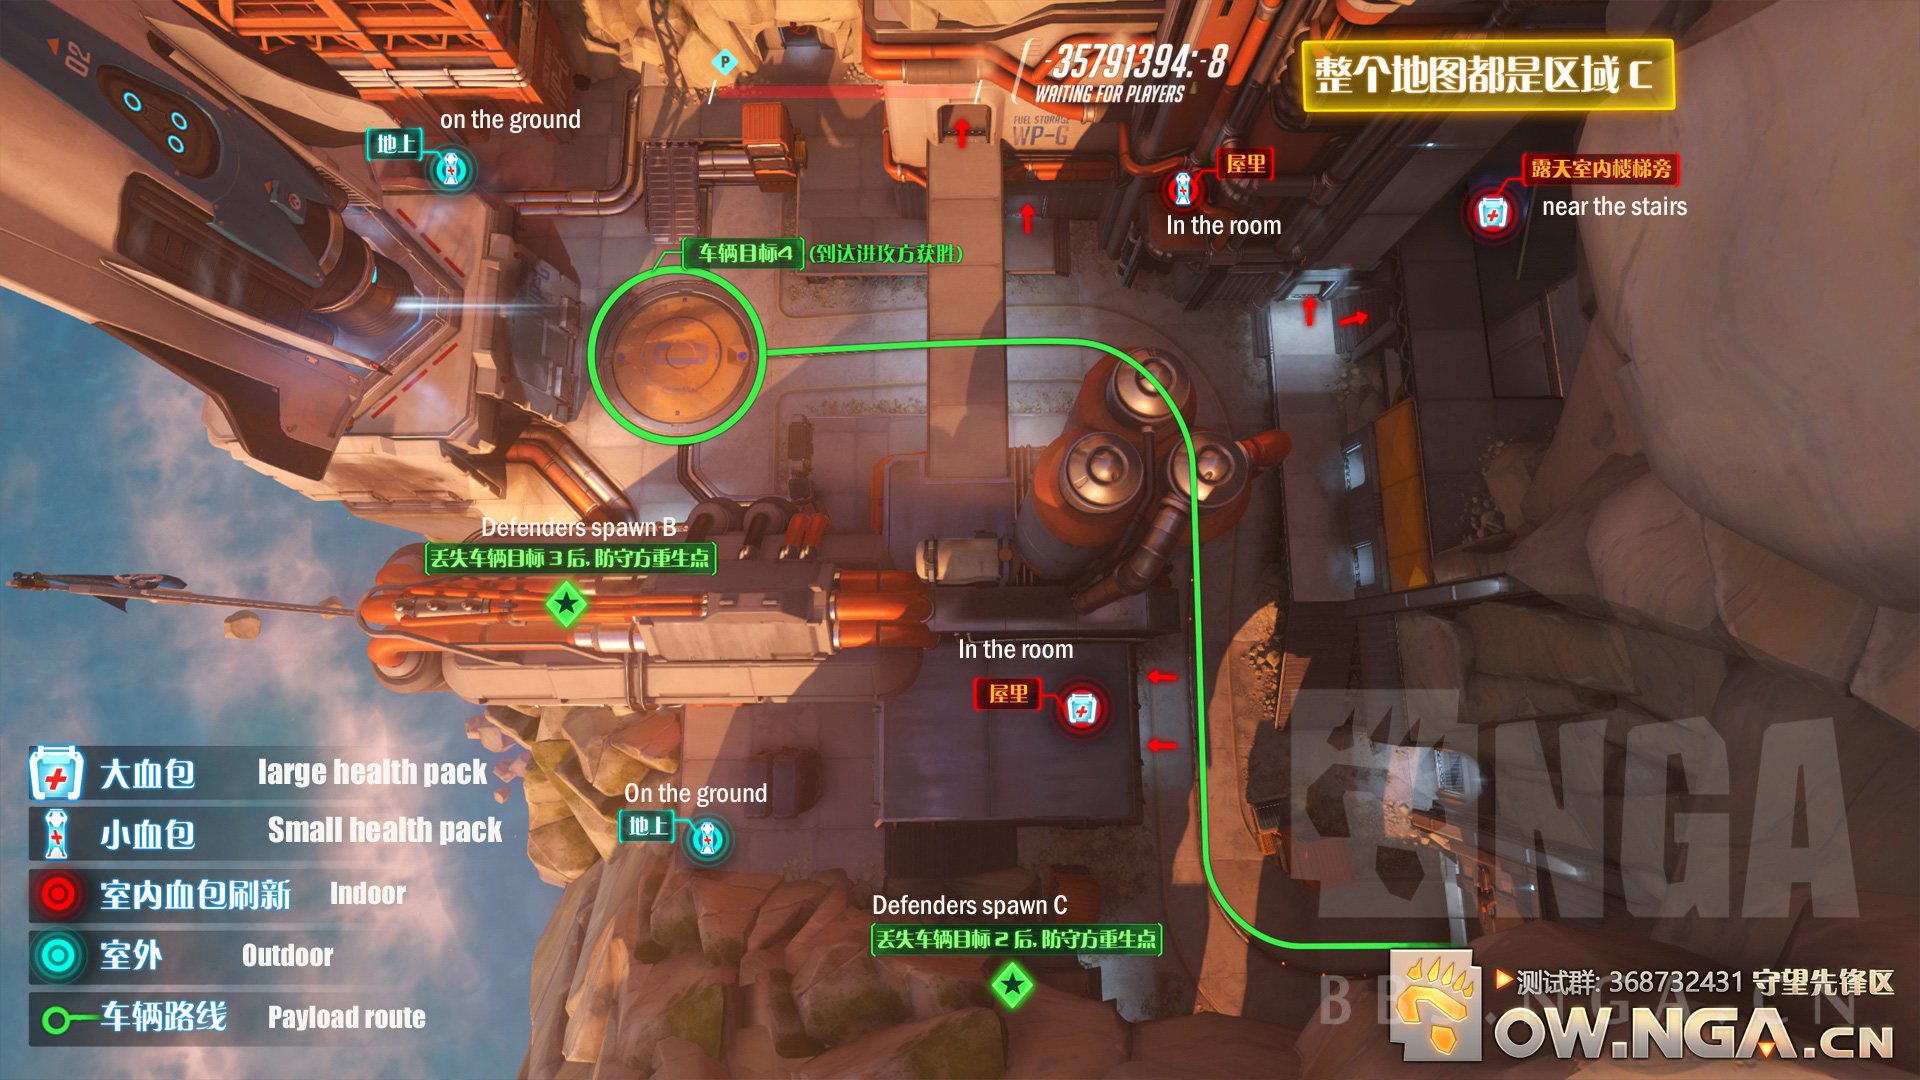 02
P
-35791394:-8
WAITING FOR PLAYERS
整个地图都是区域 C
on the ground
地上
FUEL STORAGE
WP-G
屋里
In the room
露天室内楼梯旁
near the stairs
车辆目标4 (到达进攻方获胜)
Defenders spawn B
丢失车辆目标 3 后, 防守方重生点
In the room
屋里
On the ground
地上
Defenders spawn C
丢失车辆目标 2 后, 防守方重生点
大血包 large health pack
小血包 Small health pack
室内血包刷新 Indoor
室外 Outdoor
车辆路线 Payload route
NGA
BBS.NGA.CN
测试群: 368732431 守望先锋区
OW.NGA.CN